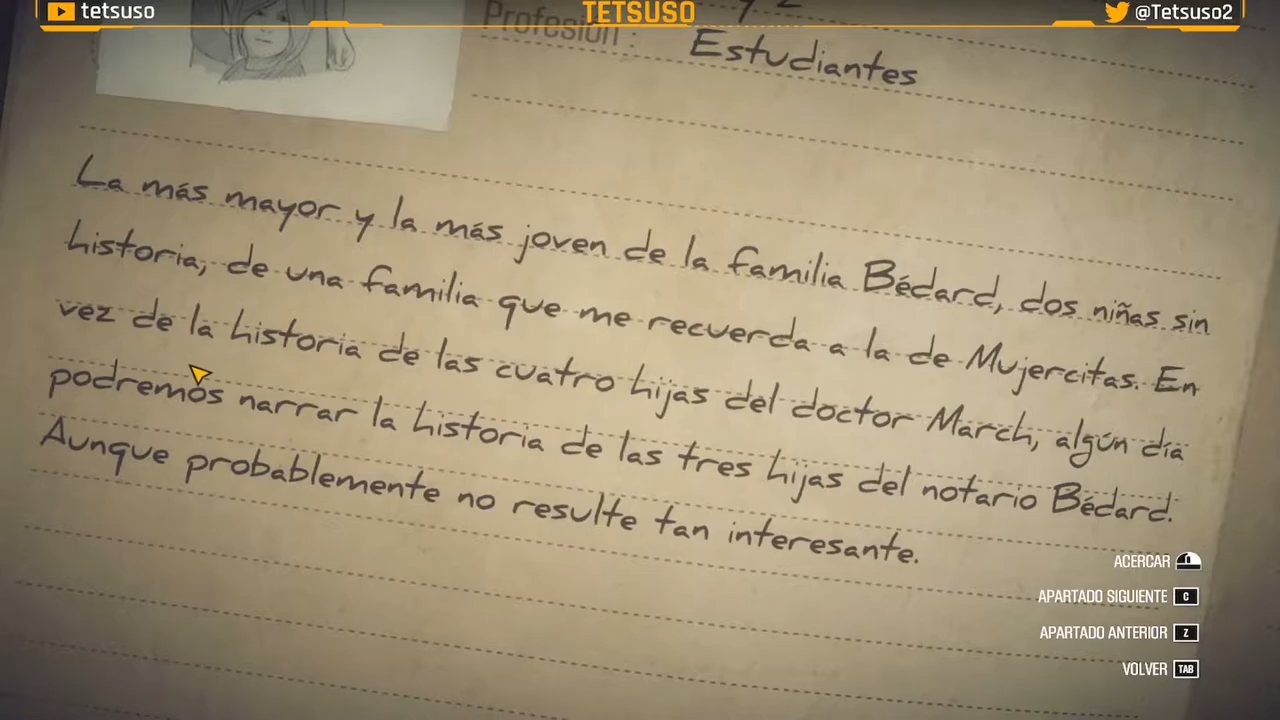 tetsuso
TETSUSO
@Tetsuso2
Profesión :
Estudiantes
La más mayor y la más joven de la familia Bédard, dos niñas sin
historia, de una familia que me recuerda a la de Mujercitas. En
vez de la historia de las cuatro hijas del doctor March, algún día
podremos narrar la historia de las tres hijas del notario Bédard.
Aunque probablemente no resulte tan interesante.
ACERCAR
APARTADO SIGUIENTE C
APARTADO ANTERIOR Z
VOLVER TAB